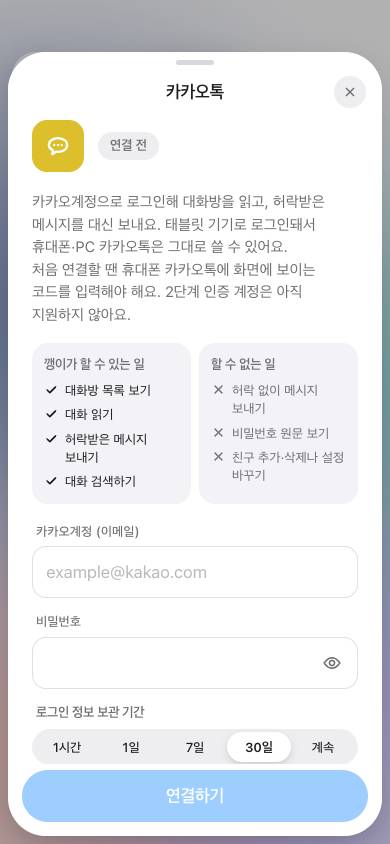 카카오톡
연결 전
카카오계정으로 로그인해 대화방을 읽고, 허락받은
메시지를 대신 보내요. 태블릿 기기로 로그인돼서
휴대폰·PC 카카오톡은 그대로 쓸 수 있어요.
처음 연결할 땐 휴대폰 카카오톡에 화면에 보이는
코드를 입력해야 해요. 2단계 인증 계정은 아직
지원하지 않아요.
깽이가 할 수 있는 일
대화방 목록 보기
대화 읽기
허락받은 메시지
보내기
대화 검색하기
할 수 없는 일
허락 없이 메시지
보내기
비밀번호 원문 보기
친구 추가·삭제나 설정
바꾸기
카카오계정 (이메일)
example@kakao.com
비밀번호
로그인 정보 보관 기간
1시간 1일 7일 30일 계속
연결하기